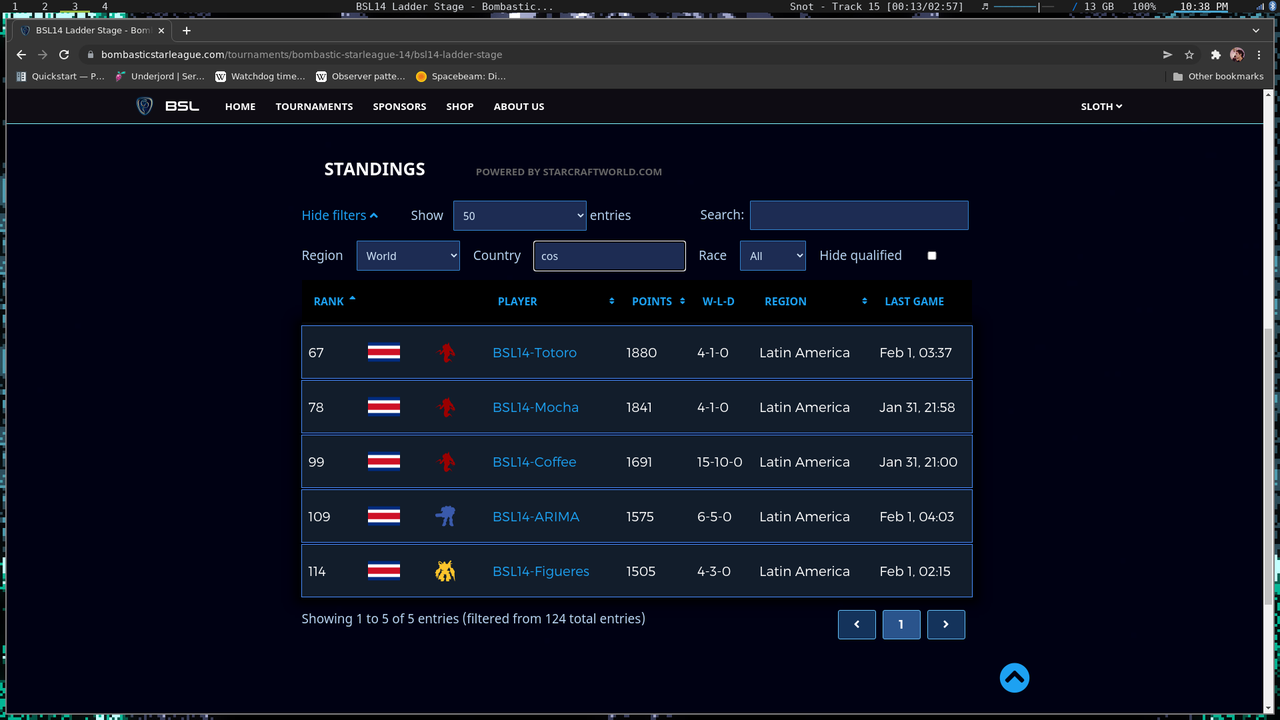 1 2 3 4 BSL14 Ladder Stage - Bombastic... Snot - Track 15 [00:13/02:57] 13 GB 100% 10:38 PM
BSL14 Ladder Stage - Bom
bombasticstarleague.com/tournaments/bombastic-starleague-14/bsl14-ladder-stage
Quickstart — P... Underjord | Ser... Watchdog time... Observer patte... Spacebeam: Di... Other bookmarks
BSL HOME TOURNAMENTS SPONSORS SHOP ABOUT US SLOTH
STANDINGS POWERED BY STARCRAFTWORLD.COM
Hide filters Show 50 entries Search:
Region World Country cos Race All Hide qualified
RANK PLAYER POINTS W-L-D REGION LAST GAME
67 BSL14-Totoro 1880 4-1-0 Latin America Feb 1, 03:37
78 BSL14-Mocha 1841 4-1-0 Latin America Jan 31, 21:58
99 BSL14-Coffee 1691 15-10-0 Latin America Jan 31, 21:00
109 BSL14-ARIMA 1575 6-5-0 Latin America Feb 1, 04:03
114 BSL14-Figueres 1505 4-3-0 Latin America Feb 1, 02:15
Showing 1 to 5 of 5 entries (filtered from 124 total entries)
1